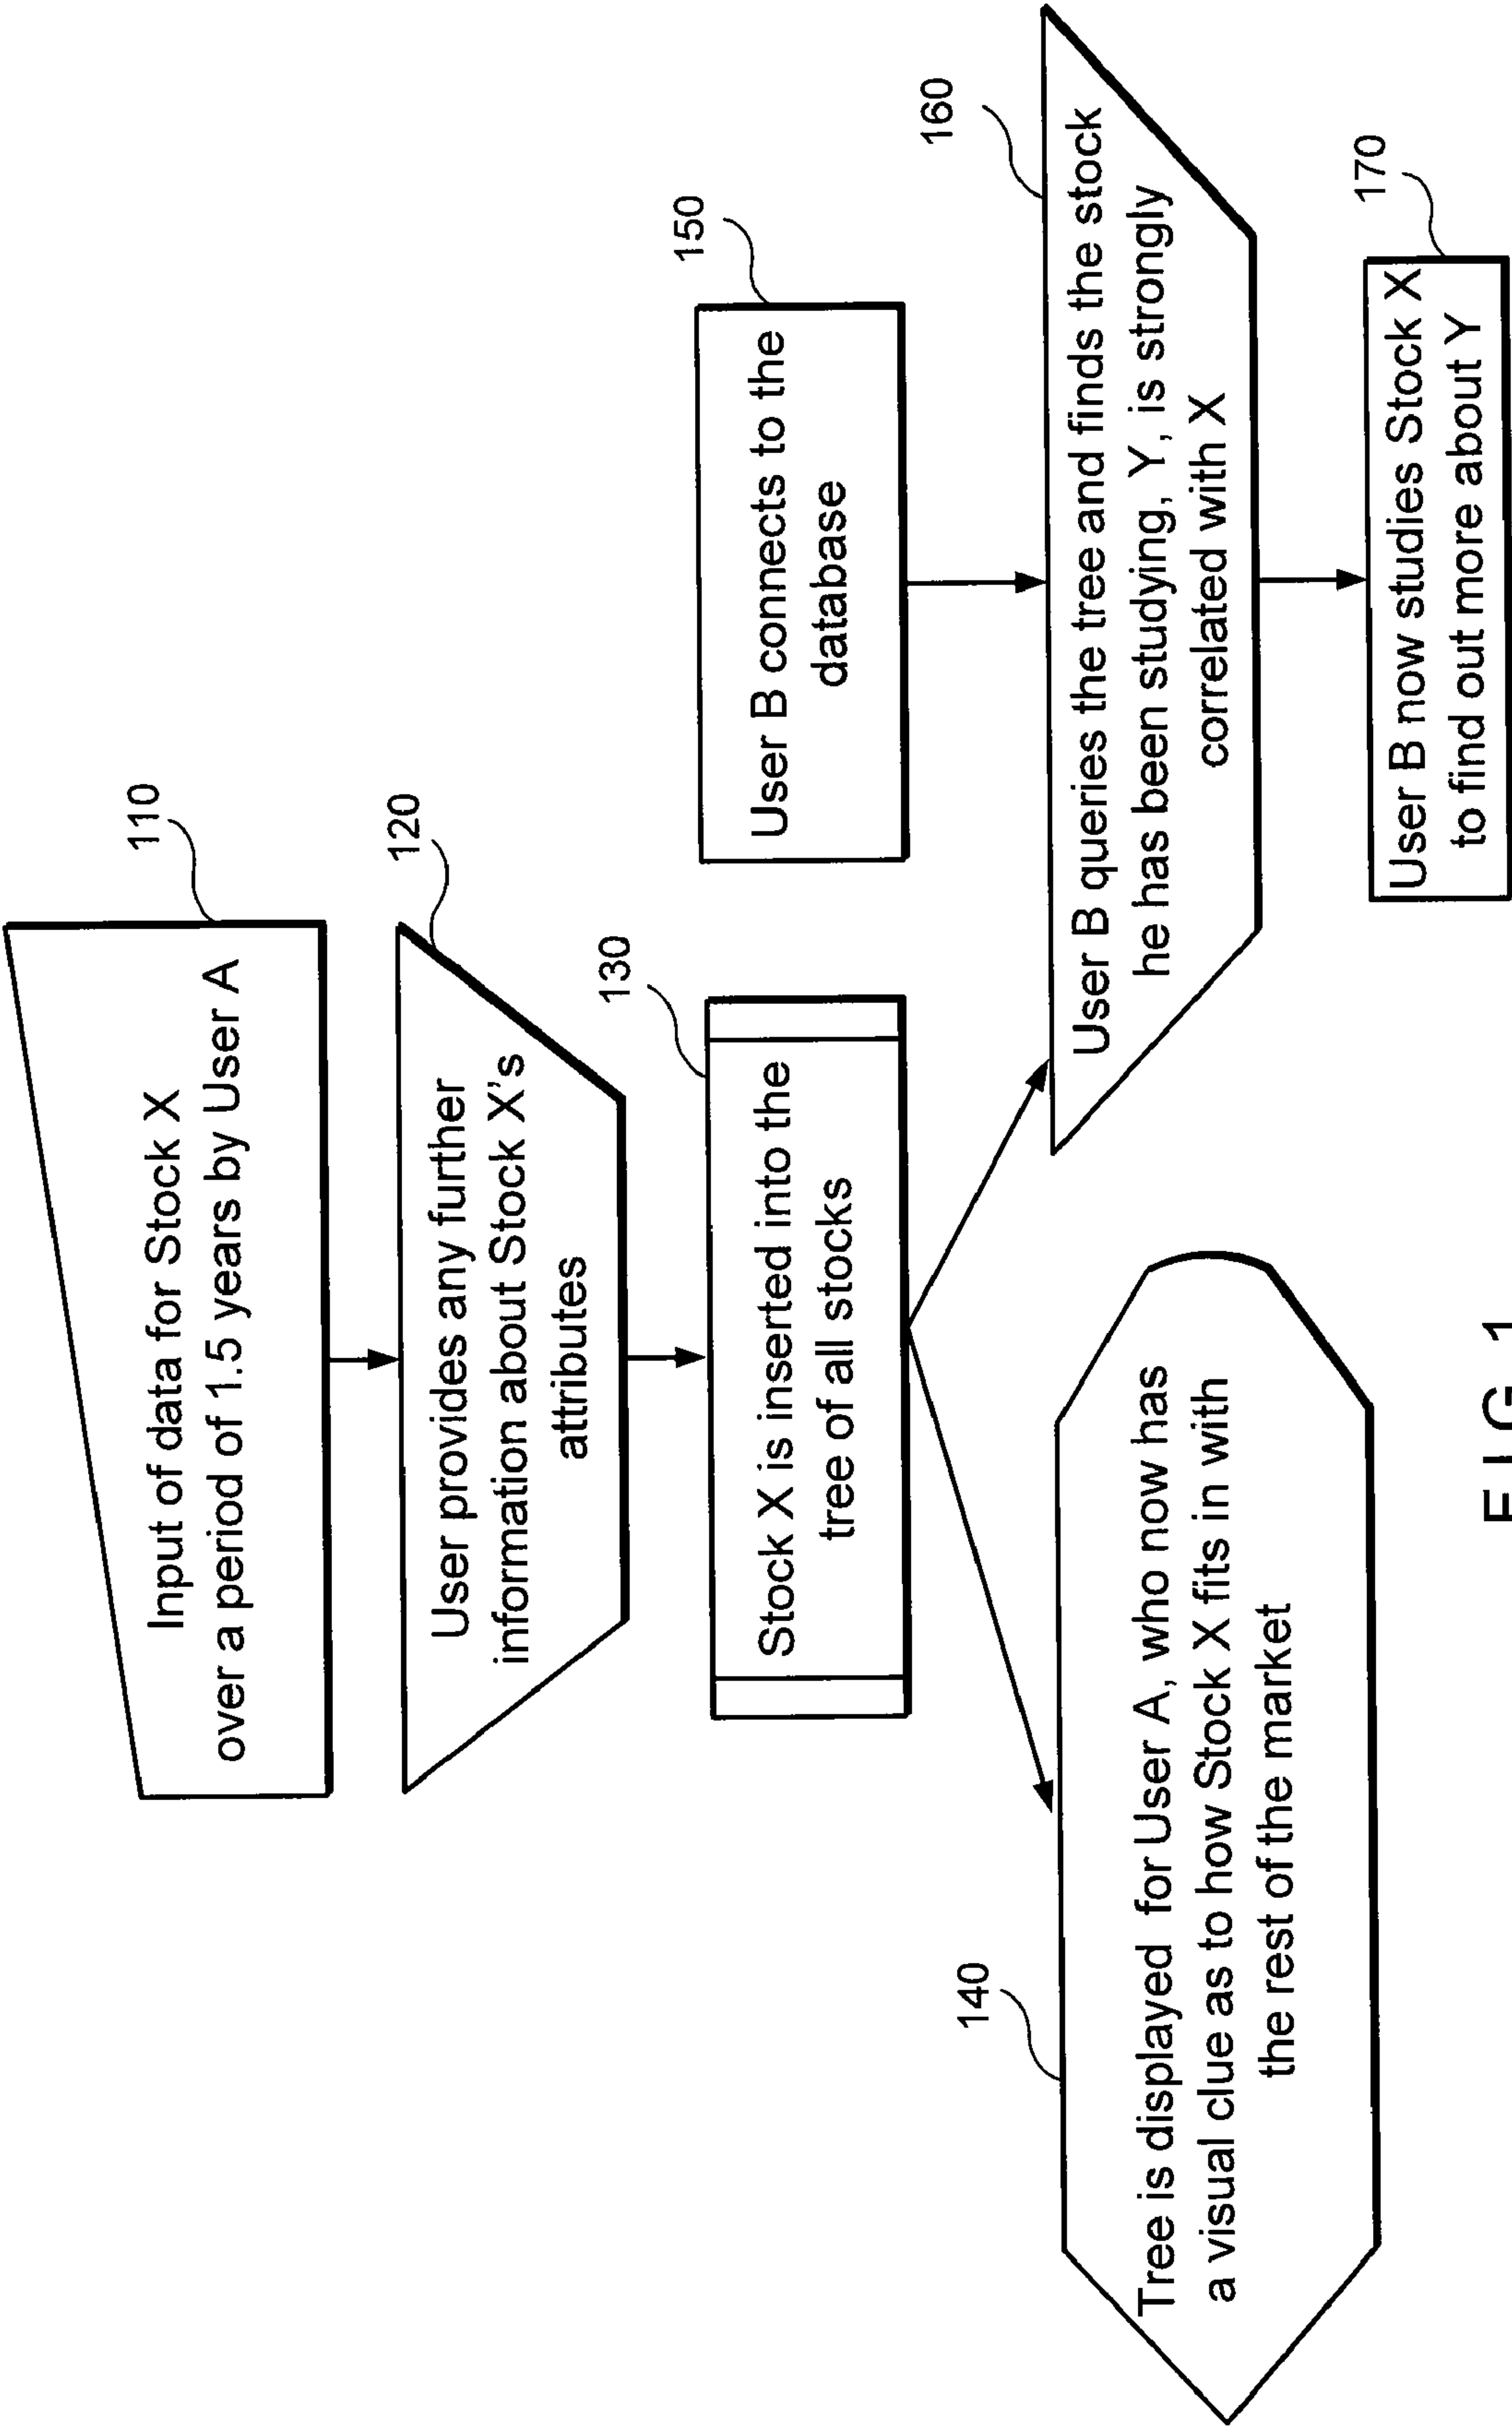 110
Input of data for Stock X
over a period of 1.5 years by User A
120
User provides any further
information about Stock X's
attributes
130
Stock X is inserted into the
tree of all stocks
140
Tree is displayed for User A, who now has
a visual clue as to how Stock X fits in with
the rest of the market
150
User B connects to the
database
160
User B queries the tree and finds the stock
he has been studying, Y, is strongly
correlated with X
170
User B now studies Stock X
to find out more about Y
FIG. 1